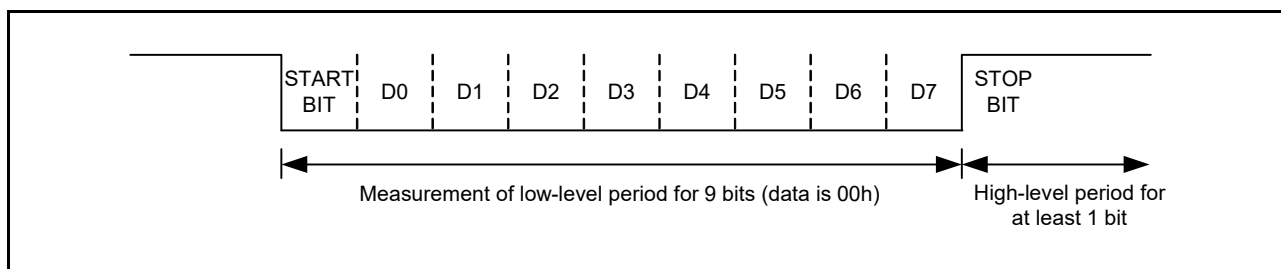 START BIT D0 D1 D2 D3 D4 D5 D6 D7 STOP BIT
Measurement of low-level period for 9 bits (data is 00h)
High-level period for
at least 1 bit